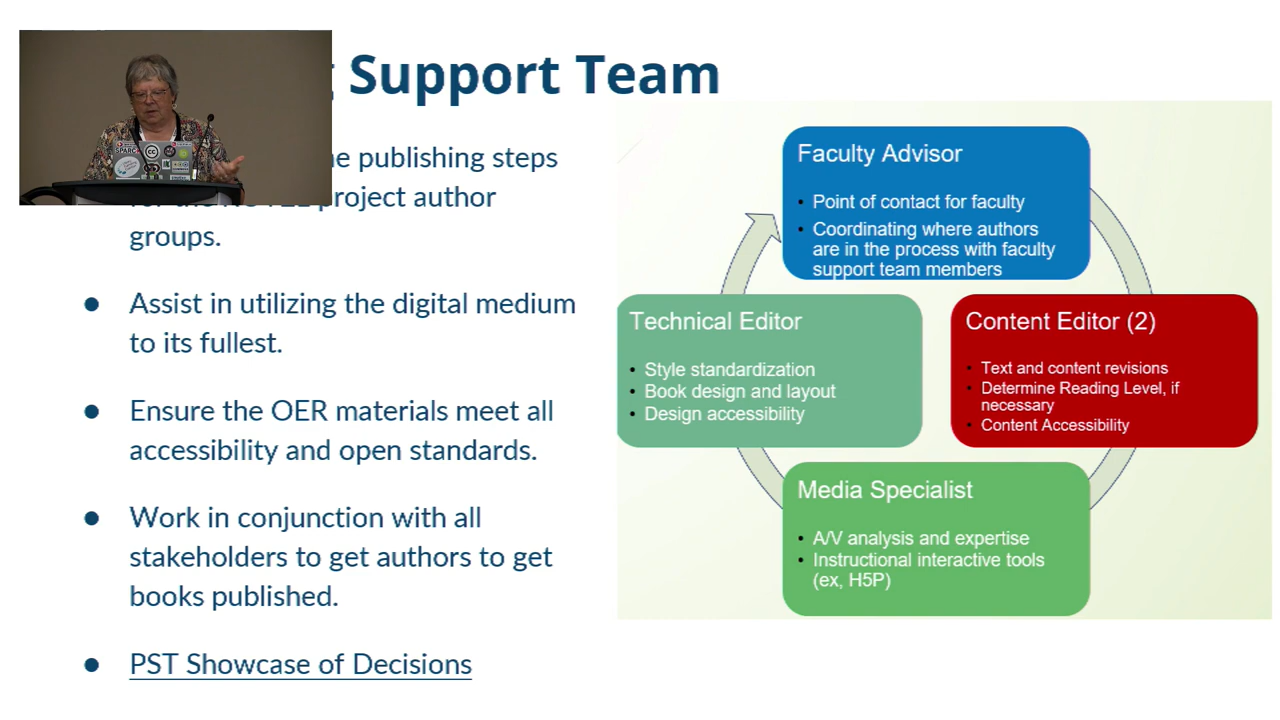 Support Team
publishing steps
project author
groups.
● Assist in utilizing the digital medium
to its fullest.
● Ensure the OER materials meet all
accessibility and open standards.
● Work in conjunction with all
stakeholders to get authors to get
books published.
● PST Showcase of Decisions
Faculty Advisor
• Point of contact for faculty
• Coordinating where authors
are in the process with faculty
support team members
Technical Editor
• Style standardization
• Book design and layout
• Design accessibility
Content Editor (2)
• Text and content revisions
• Determine Reading Level, if
necessary
• Content Accessibility
Media Specialist
• A/V analysis and expertise
• Instructional interactive tools
(ex, H5P)
SPARC
cc